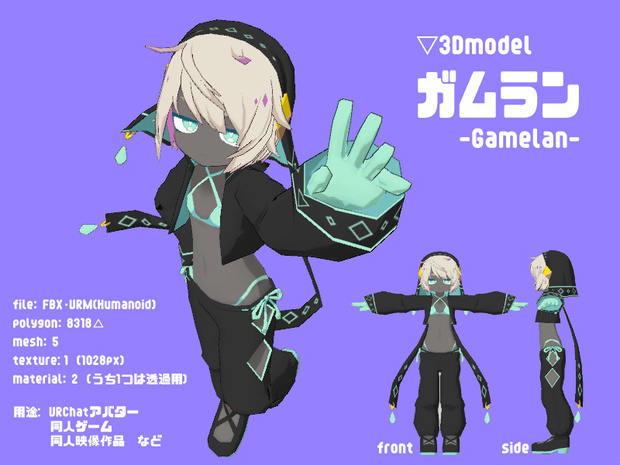 ▽3Dmodel
ガムラン
-Gamelan-
file: FBX・VRM(Humanoid)
polygon: 8318△
mesh: 5
texture: 1 (1028px)
material: 2 (うち1つは透過用)
用途: VRChatアバター
同人ゲーム
同人映像作品 など
front
side